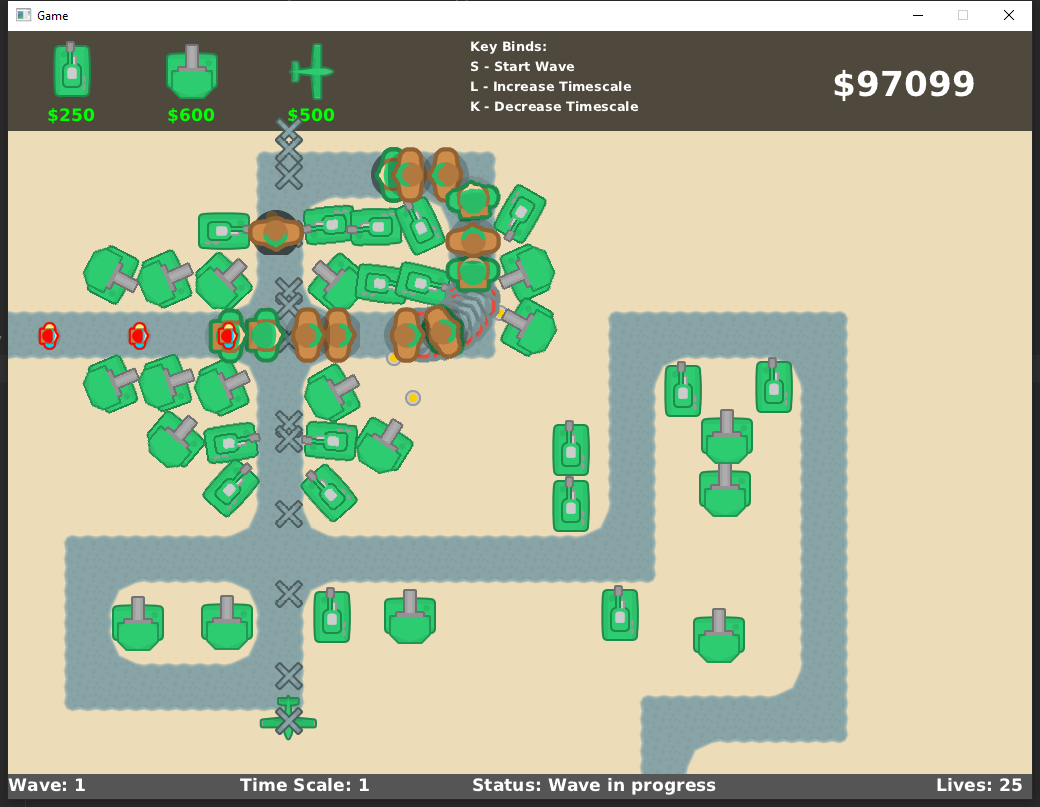 Game
Key Binds:
S - Start Wave
L - Increase Timescale
K - Decrease Timescale
$97099
$250
$600
$500
Wave: 1
Time Scale: 1
Status: Wave in progress
Lives: 25